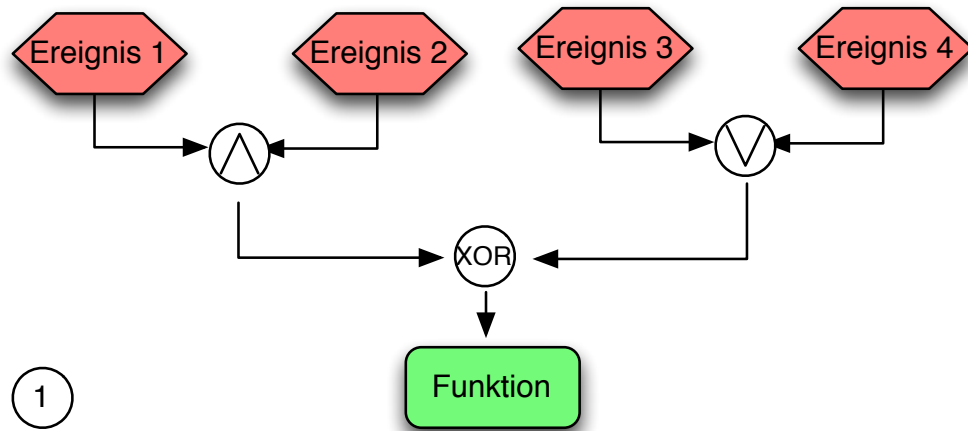 Ereignis 1
Ereignis 2
Ereignis 3
Ereignis 4
XOR
Funktion
1